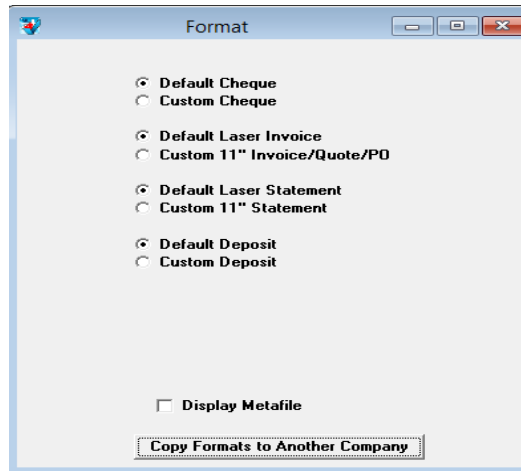 Format
Default Cheque
Custom Cheque
Default Laser Invoice
Custom 11" Invoice/Quote/PO
Default Laser Statement
Custom 11" Statement
Default Deposit
Custom Deposit
Display Metafile
Copy Formats to Another Company